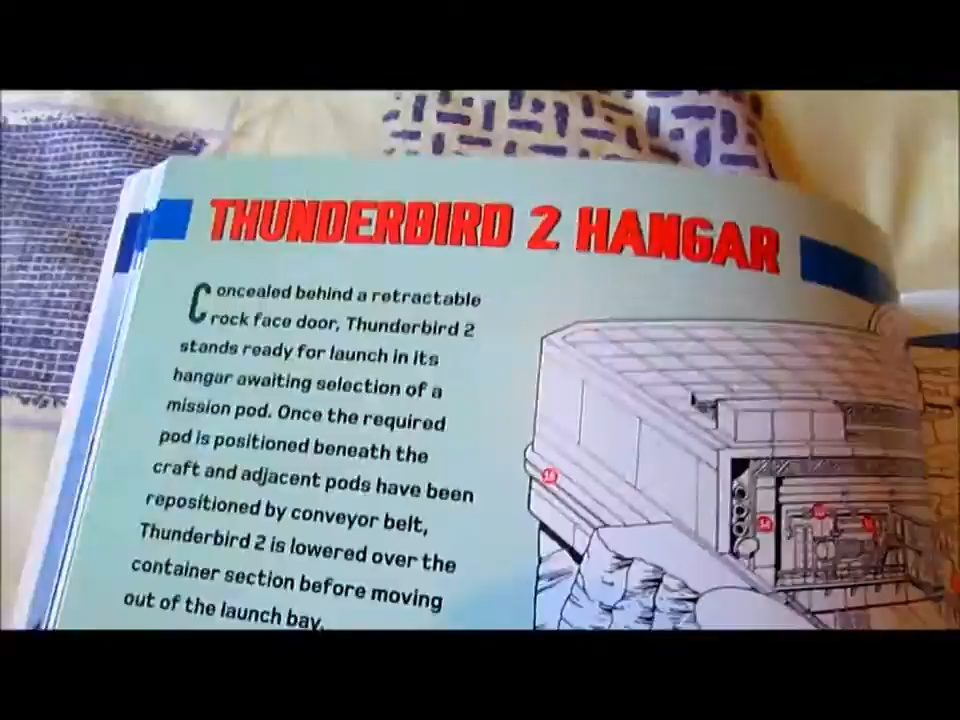 THUNDERBIRD 2 HANGAR
Concealed behind a retractable
rock face door, Thunderbird 2
stands ready for launch in its
hangar awaiting selection of a
mission pod. Once the required
pod is positioned beneath the
craft and adjacent pods have been
repositioned by conveyor belt,
Thunderbird 2 is lowered over the
container section before moving
out of the launch bay.